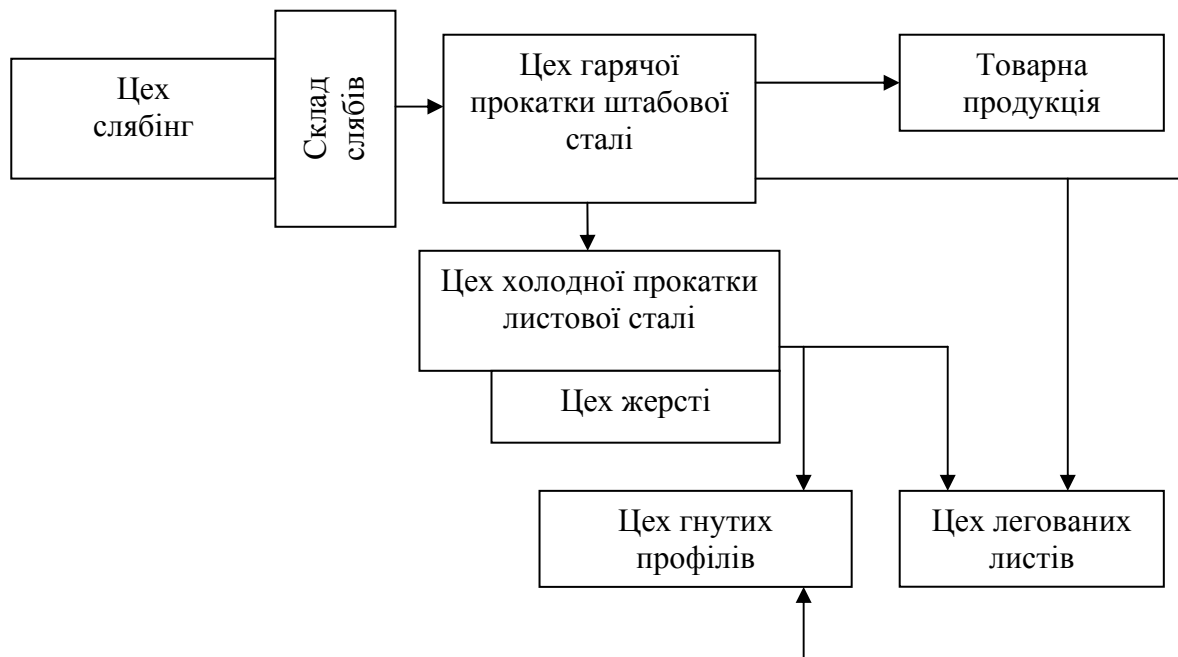 Цех
слябінг
Склад
слябів
Цех гарячої
прокатки штабової
сталі
Товарна
продукція
Цех холодної прокатки
листової сталі
Цех жерсті
Цех гнутих
профілів
Цех легованих
листів